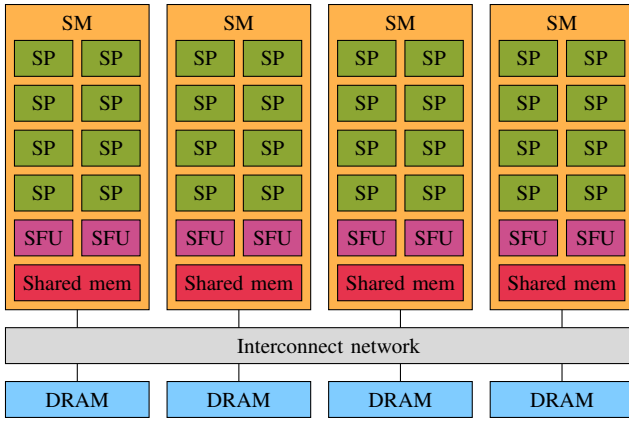 SM SM SM SM
SP SP SP SP SP SP SP SP
SP SP SP SP SP SP SP SP
SP SP SP SP SP SP SP SP
SP SP SP SP SP SP SP SP
SFU SFU SFU SFU SFU SFU SFU SFU
Shared mem Shared mem Shared mem Shared mem
Interconnect network
DRAM DRAM DRAM DRAM